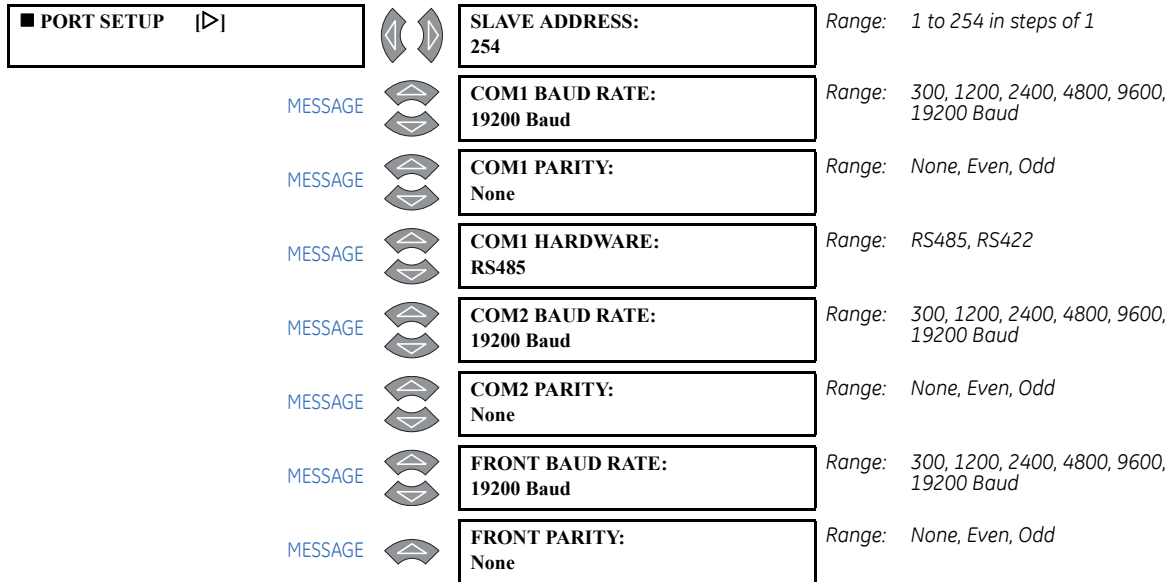 ■ PORT SETUP [▷]
SLAVE ADDRESS:
254
Range: 1 to 254 in steps of 1
MESSAGE
COM1 BAUD RATE:
19200 Baud
Range: 300, 1200, 2400, 4800, 9600,
19200 Baud
MESSAGE
COM1 PARITY:
None
Range: None, Even, Odd
MESSAGE
COM1 HARDWARE:
RS485
Range: RS485, RS422
MESSAGE
COM2 BAUD RATE:
19200 Baud
Range: 300, 1200, 2400, 4800, 9600,
19200 Baud
MESSAGE
COM2 PARITY:
None
Range: None, Even, Odd
MESSAGE
FRONT BAUD RATE:
19200 Baud
Range: 300, 1200, 2400, 4800, 9600,
19200 Baud
MESSAGE
FRONT PARITY:
None
Range: None, Even, Odd